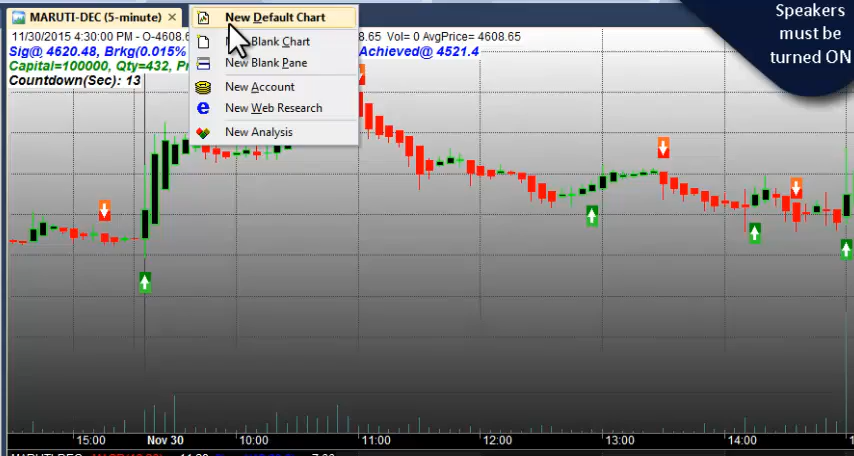 MARUTI-DEC (5-minute) ×
New Default Chart
Speakers
must be
turned ON
11/30/2015 4:30:00 PM - O-4608.6
8.65 Vol= 0 AvgPrice= 4608.65
Blank Chart
Sig@ 4620.48, Brkg(0.015%
Achieved@ 4521.4
New Blank Pane
Capital=100000, Qty=432, Pr
Countdown(Sec): 13
New Account
New Web Research
New Analysis
15:00 Nov 30 10:00 11:00 12:00 13:00 14:00